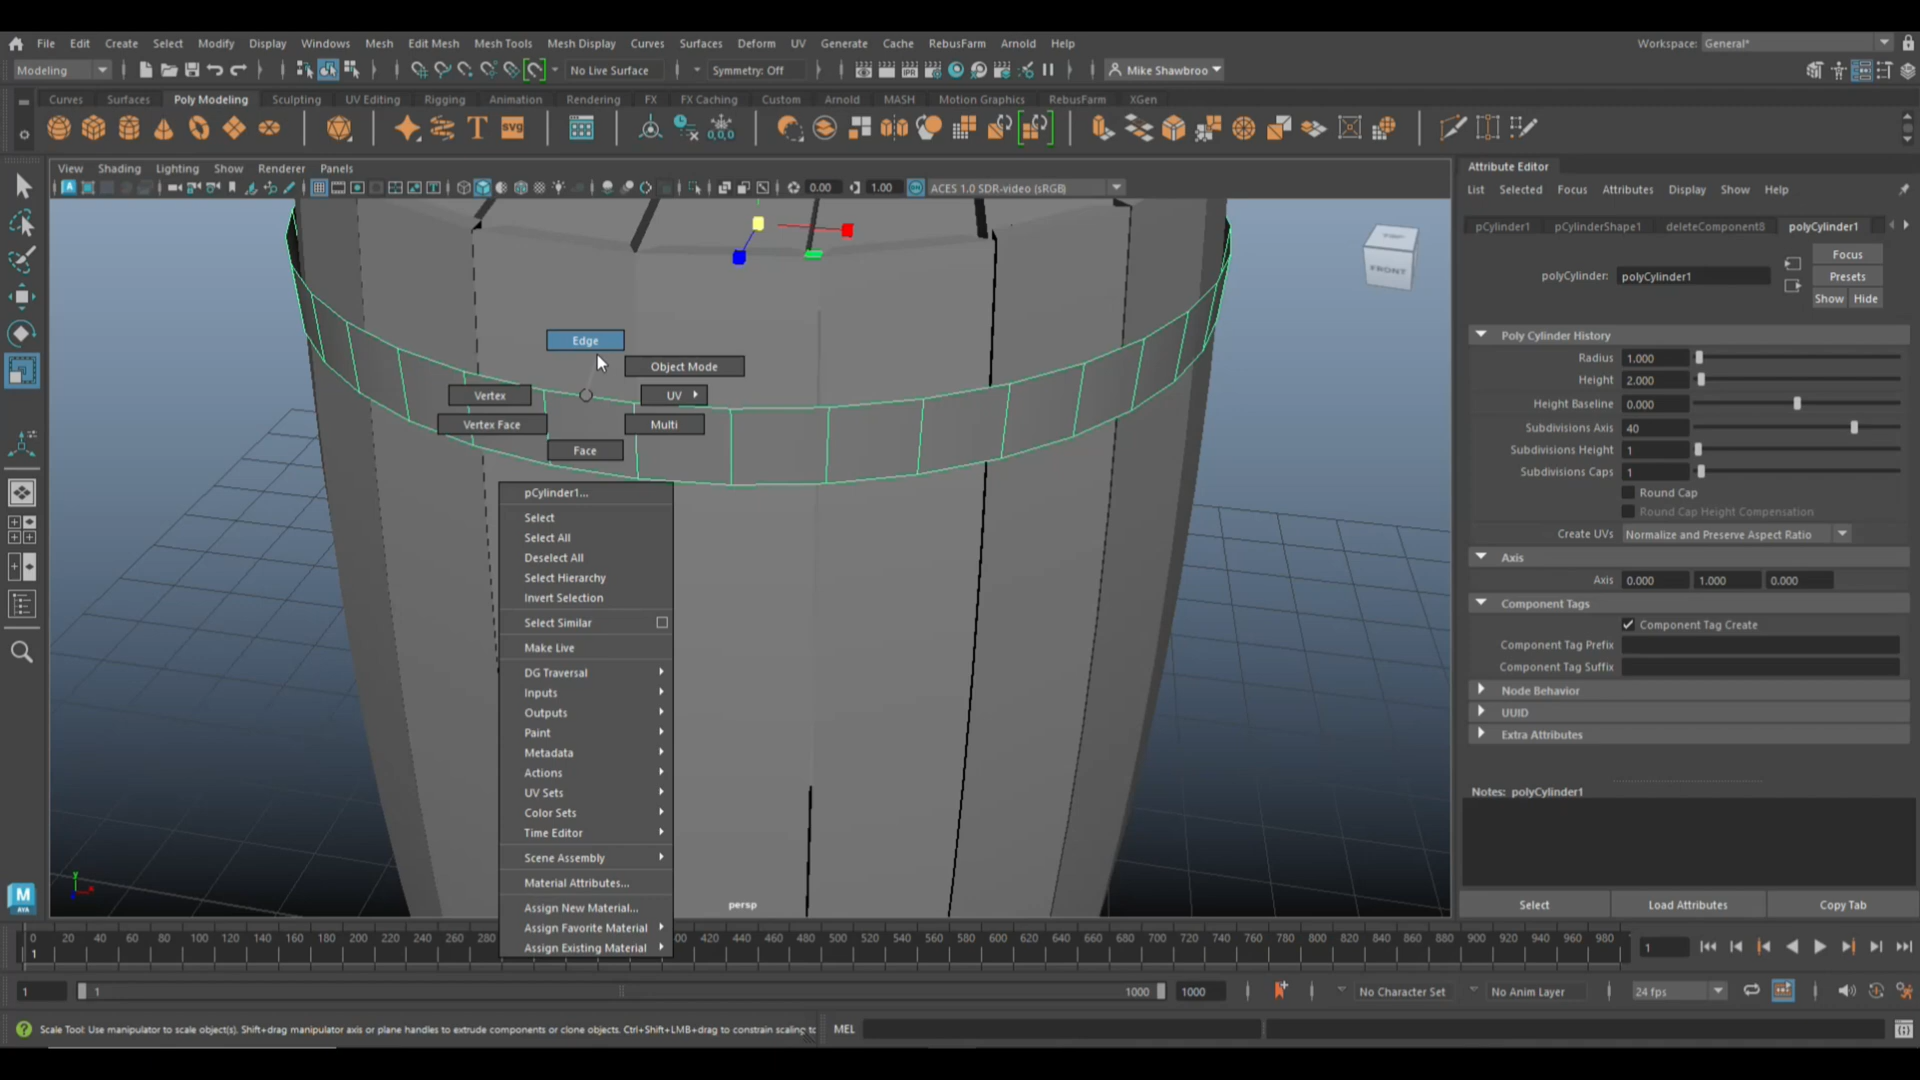 File Edit Create Select Modify Display Windows Mesh Edit Mesh Mesh Tools Mesh Display Curves Surfaces Deform UV Generate Cache RebusFarm Arnold Help Workspace: General*
Modeling No Live Surface Symmetry: Off Mike Shawbroo
Curves Surfaces Poly Modeling Sculpting UV Editing Rigging Animation Rendering FX FX Caching Custom Arnold MASH Motion Graphics RebusFarm XGen
View Shading Lighting Show Renderer Panels
0.00 1.00 ACES 1.0 SDR-video (sRGB)
TOP
FRONT
Edge
Object Mode
Vertex UV
Vertex Face Multi
Face
pCylinder1...
Select
Select All
Deselect All
Select Hierarchy
Invert Selection
Select Similar
Make Live
DG Traversal
Inputs
Outputs
Paint
Metadata
Actions
UV Sets
Color Sets
Time Editor
Scene Assembly
Material Attributes...
Assign New Material...
Assign Favorite Material
Assign Existing Material
persp
Attribute Editor
List Selected Focus Attributes Display Show Help
pCylinder1 pCylinderShape1 deleteComponent8 polyCylinder1
Focus
polyCylinder: polyCylinder1 Presets
Show Hide
Poly Cylinder History
Radius 1.000
Height 2.000
Height Baseline 0.000
Subdivisions Axis 40
Subdivisions Height 1
Subdivisions Caps 1
Round Cap
Round Cap Height Compensation
Create UVs Normalize and Preserve Aspect Ratio
Axis
Axis 0.000 1.000 0.000
Component Tags
Component Tag Create
Component Tag Prefix
Component Tag Suffix
Node Behavior
UUID
Extra Attributes
Notes: polyCylinder1
Select Load Attributes Copy Tab
0 20 40 60 80 100 120 140 160 180 200 220 240 260 280 00 420 440 460 480 500 520 540 560 580 600 620 640 660 680 700 720 740 760 780 800 820 840 860 880 900 920 940 960 980
1 1
1 1 1000 1000 No Character Set No Anim Layer 24 fps
Scale Tool: Use manipulator to scale object(s). Shift+drag manipulator axis or plane handles to extrude components or clone objects. Ctrl+Shift+LMB+drag to constrain scaling to MEL